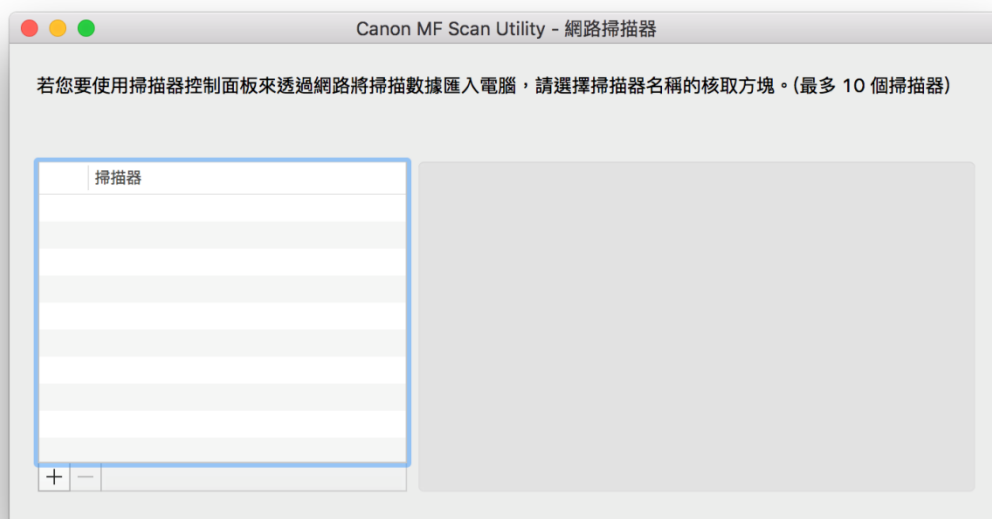 Canon MF Scan Utility - 網路掃描器
若您要使用掃描器控制面板來透過網路將掃描數據匯入電腦，請選擇掃描器名稱的核取方塊。(最多 10 個掃描器)
掃描器